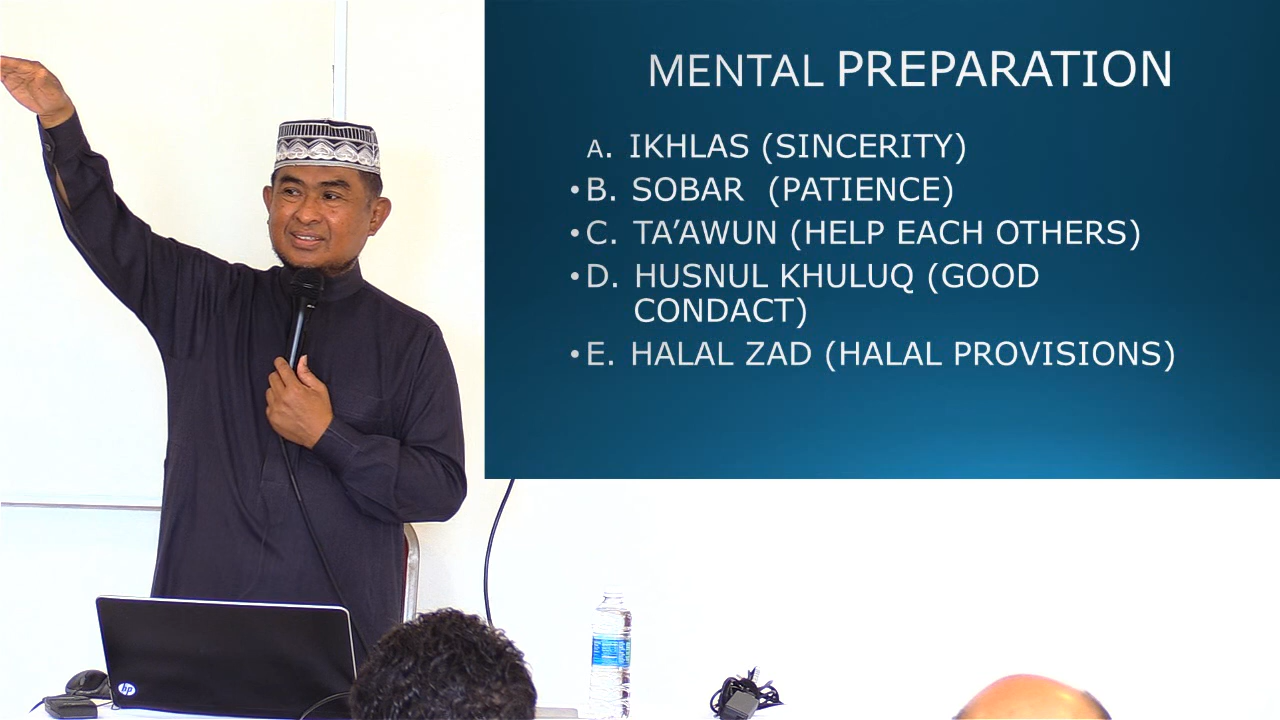 MENTAL PREPARATION
A. IKHLAS (SINCERITY)
• B. SOBAR (PATIENCE)
• C. TA’AWUN (HELP EACH OTHERS)
• D. HUSNUL KHULUQ (GOOD
CONDACT)
• E. HALAL ZAD (HALAL PROVISIONS)
hp